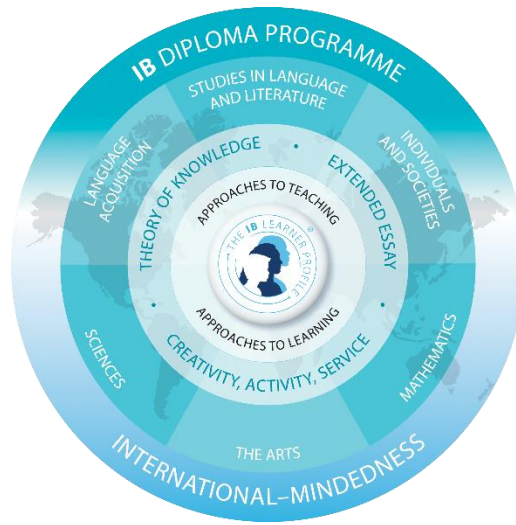 IB DIPLOMA PROGRAMME
STUDIES IN LANGUAGE
AND LITERATURE
LANGUAGE
ACQUISITION
INDIVIDUALS
AND SOCIETIES
THEORY OF KNOWLEDGE
•
EXTENDED ESSAY
APPROACHES TO TEACHING
THE IB LEARNER PROFILE
®
APPROACHES TO LEARNING
•
CREATIVITY, ACTIVITY, SERVICE
•
SCIENCES
MATHEMATICS
THE ARTS
INTERNATIONAL–MINDEDNESS